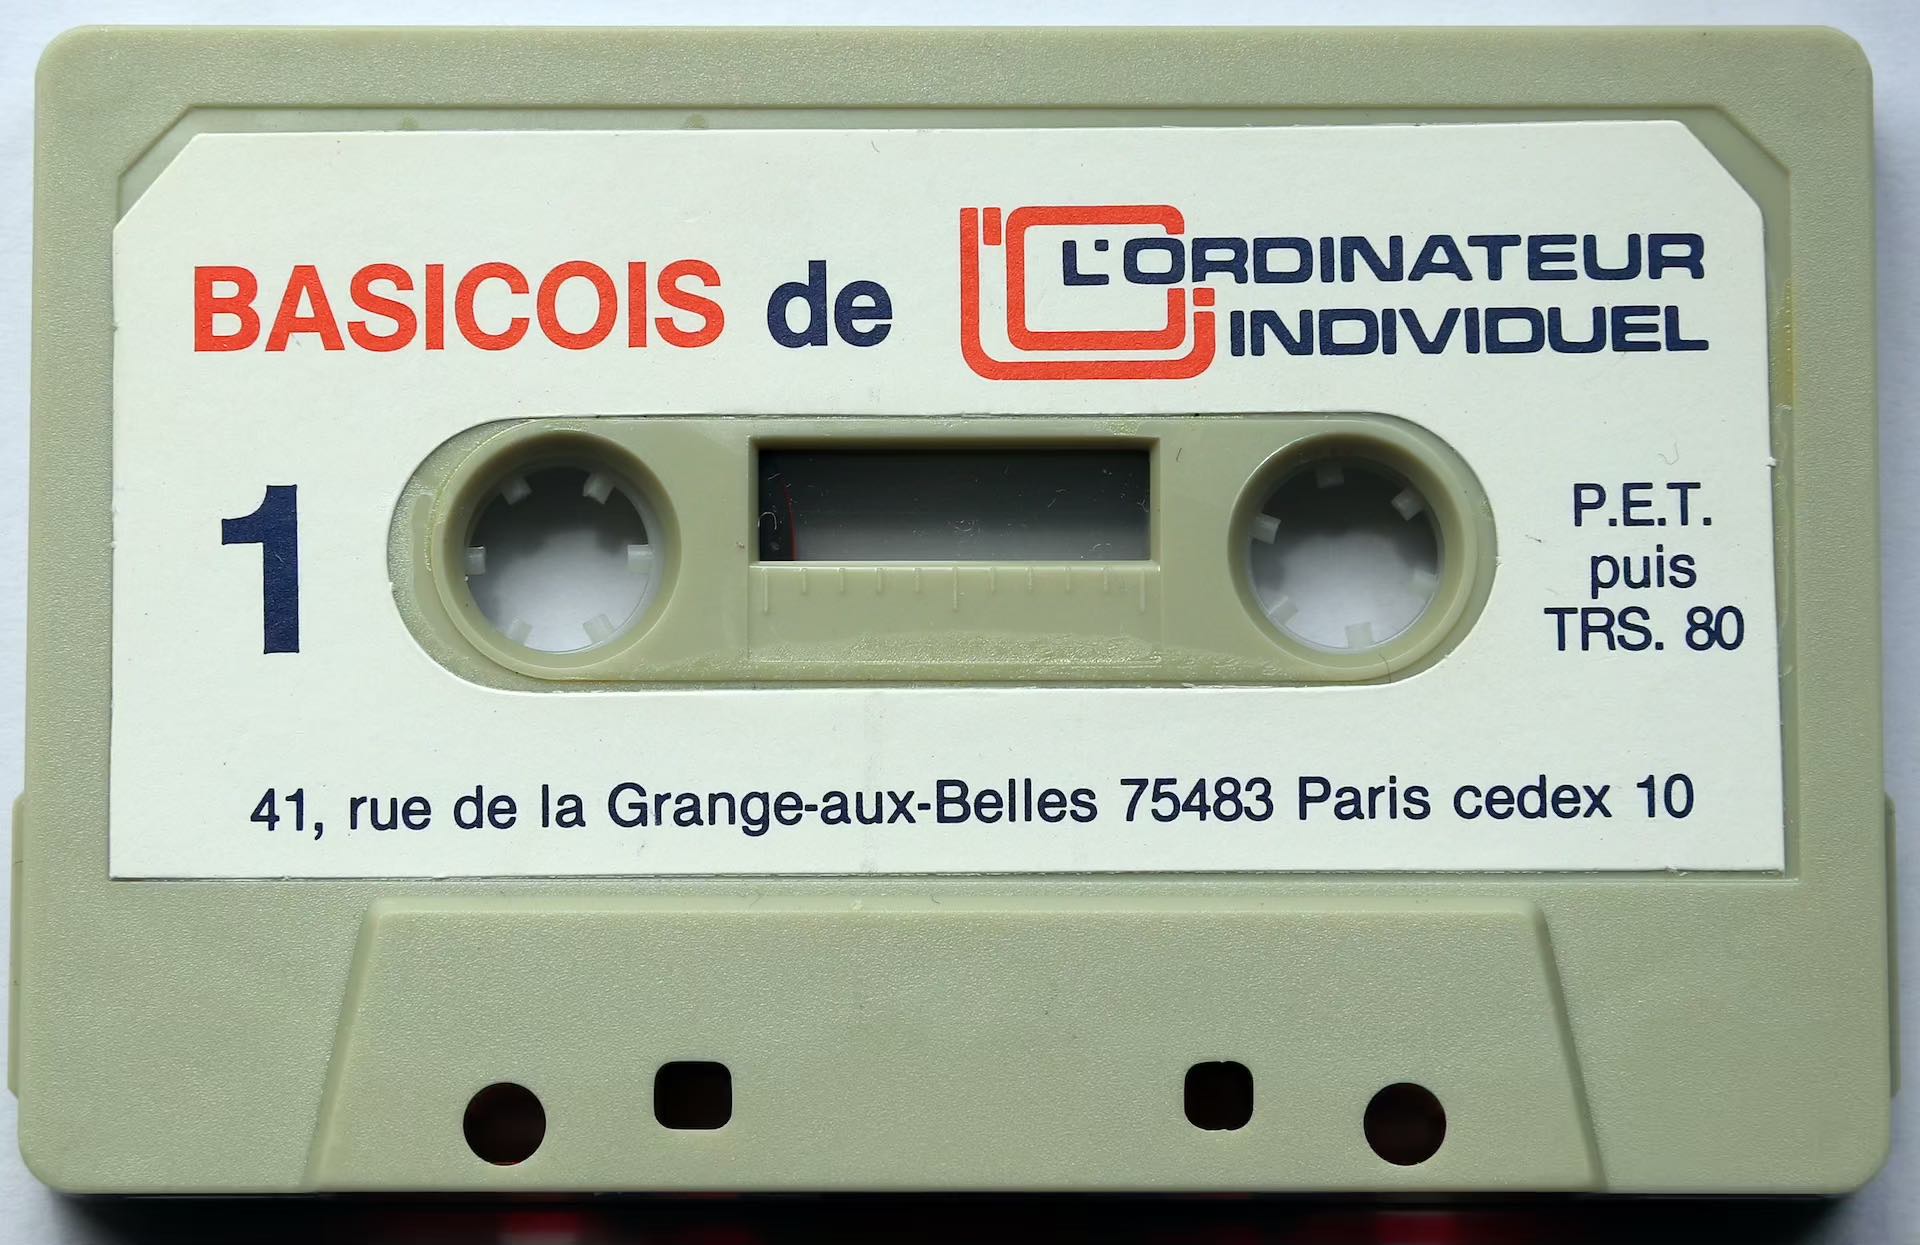 BASICOIS de L'ORDINATEUR
INDIVIDUEL
1
P.E.T.
puis
TRS. 80
41, rue de la Grange-aux-Belles 75483 Paris cedex 10